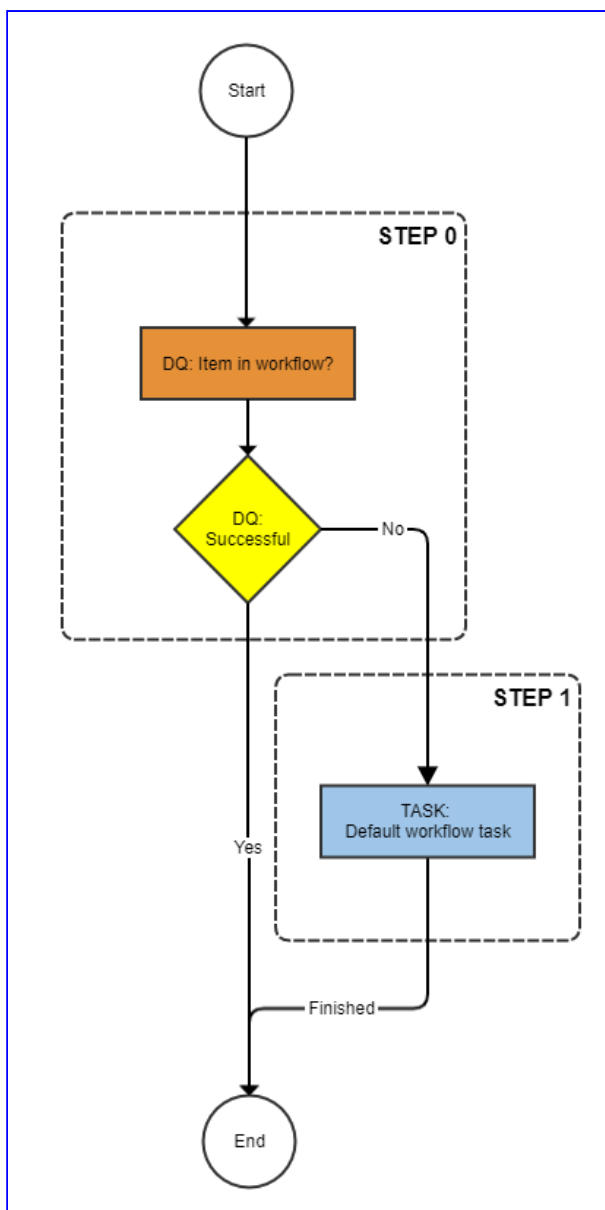 Start
STEP 0
DQ: Item in workflow?
DQ:
Successful
No
STEP 1
TASK:
Default workflow task
Yes
Finished
End